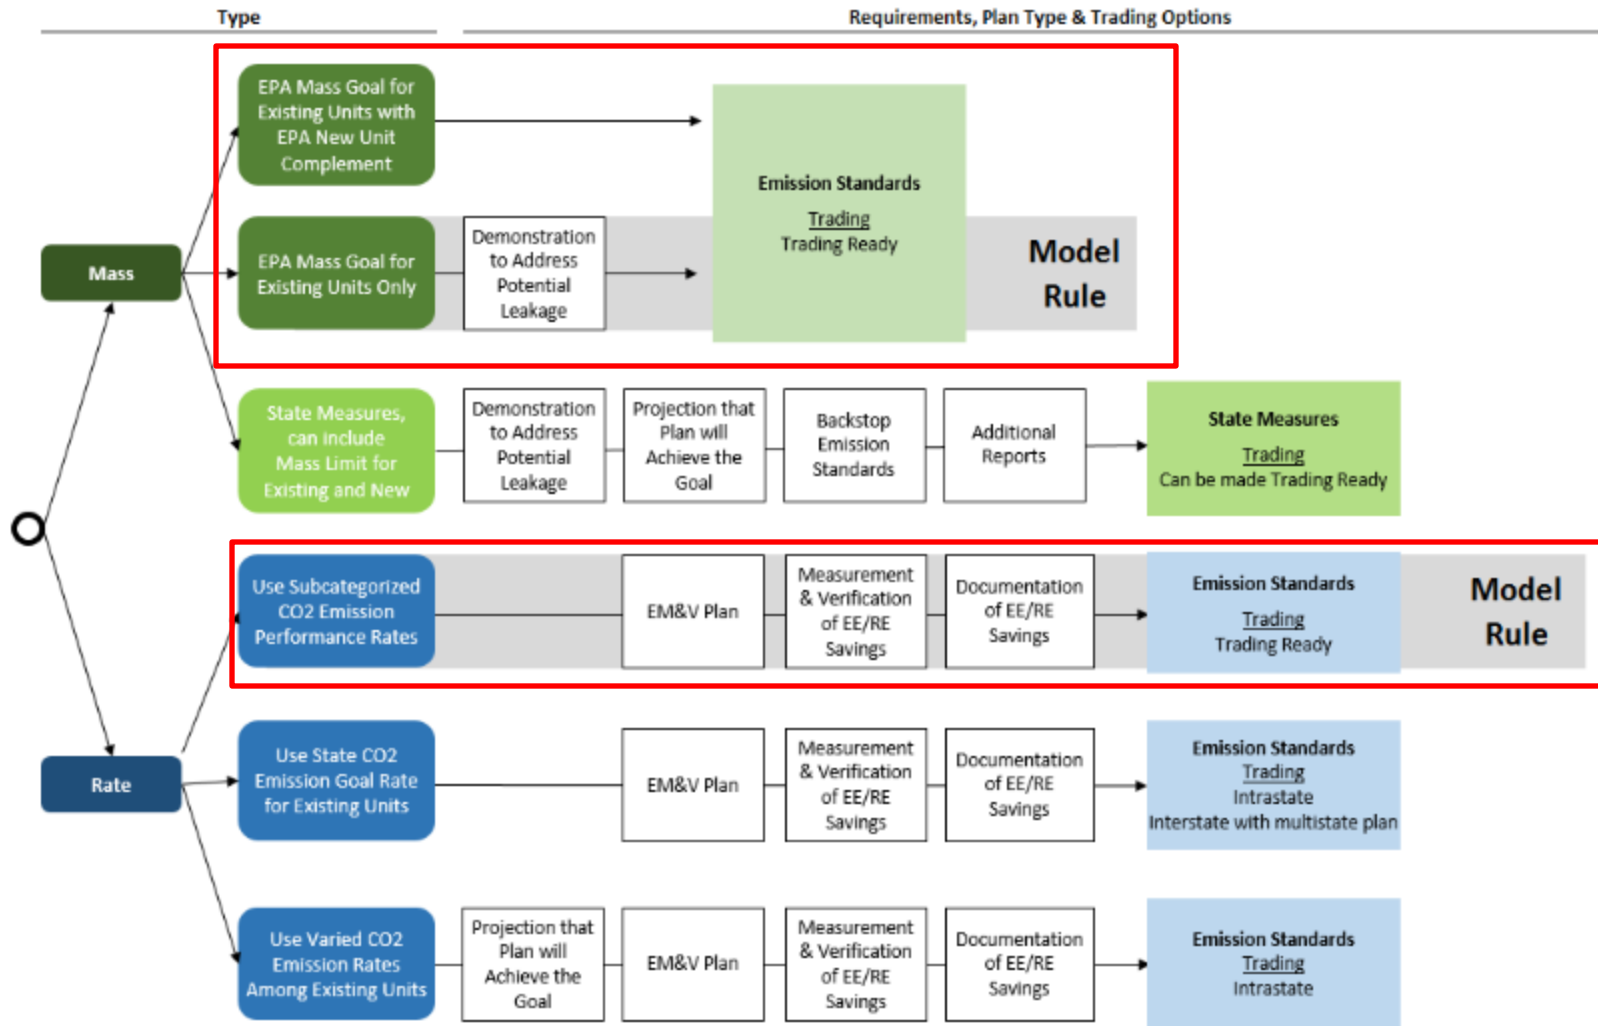 Type
Requirements, Plan Type & Trading Options
EPA Mass Goal for
Existing Units with
EPA New Unit
Complement
Emission Standards
Trading
Trading Ready
Mass
EPA Mass Goal for
Existing Units Only
Demonstration
to Address
Potential
Leakage
Model
Rule
State Measures,
can include
Mass Limit for
Existing and New
Demonstration
to Address
Potential
Leakage
Projection that
Plan will
Achieve the
Goal
Backstop
Emission
Standards
Additional
Reports
State Measures
Trading
Can be made Trading Ready
Use Subcategorized
CO2 Emission
Performance Rates
EM&V Plan
Measurement
& Verification
of EE/RE
Savings
Documentation
of EE/RE
Savings
Emission Standards
Trading
Trading Ready
Model
Rule
Rate
Use State CO2
Emission Goal Rate
for Existing Units
EM&V Plan
Measurement
& Verification
of EE/RE
Savings
Documentation
of EE/RE
Savings
Emission Standards
Trading
Intrastate
Interstate with multistate plan
Use Varied CO2
Emission Rates
Among Existing Units
Projection that
Plan will
Achieve the
Goal
EM&V Plan
Measurement
& Verification
of EE/RE
Savings
Documentation
of EE/RE
Savings
Emission Standards
Trading
Intrastate